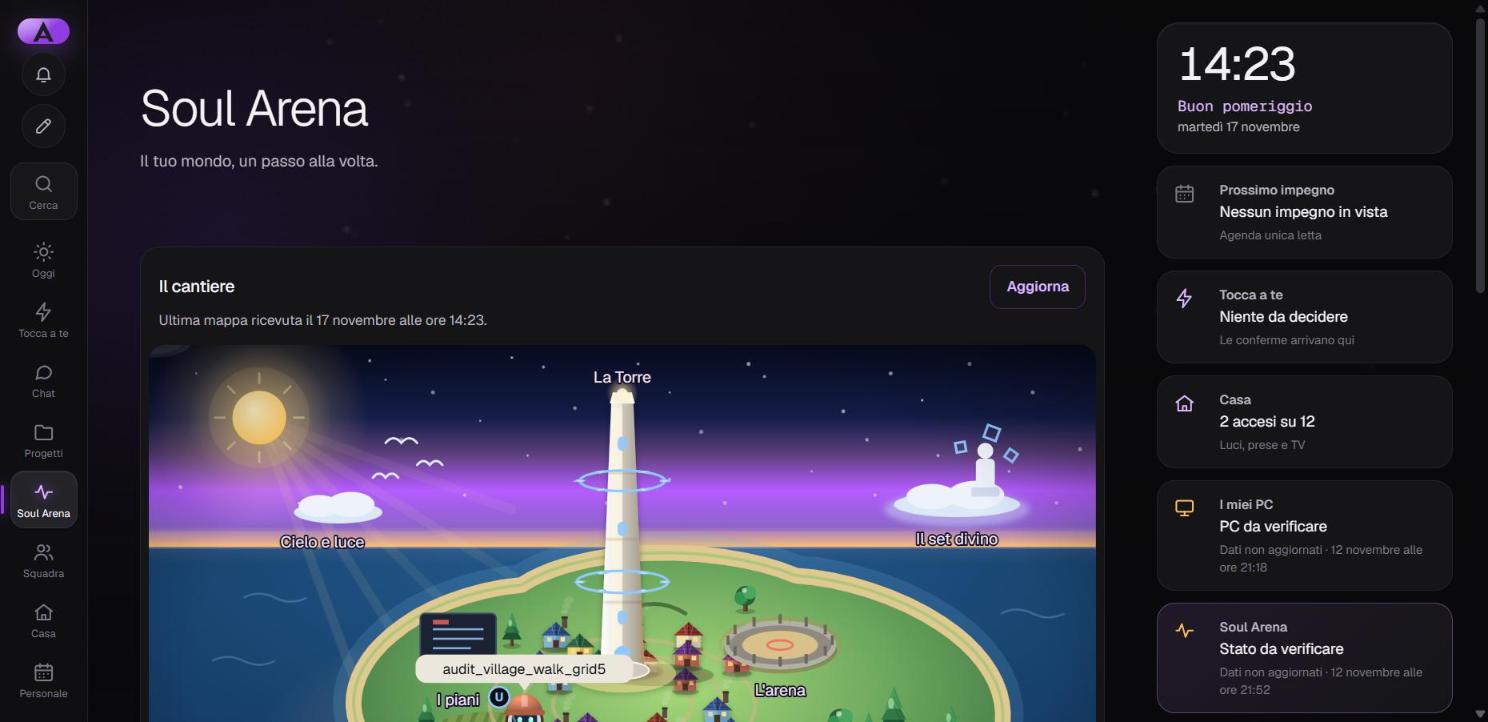 A
Cerca
Oggi
Tocca a te
Chat
Progetti
Soul Arena
Squadra
Casa
Personale
Soul Arena
Il tuo mondo, un passo alla volta.
Il cantiere
Aggiorna
Ultima mappa ricevuta il 17 novembre alle ore 14:23.
La Torre
Cielo e luce
Il set divino
audit_village_walk_grid5
I piani
U
L'arena
14:23
Buon pomeriggio
martedì 17 novembre
Prossimo impegno
Nessun impegno in vista
Agenda unica letta
Tocca a te
Niente da decidere
Le conferme arrivano qui
Casa
2 accesi su 12
Luci, prese e TV
I miei PC
PC da verificare
Dati non aggiornati · 12 novembre alle
ore 21:18
Soul Arena
Stato da verificare
Dati non aggiornati · 12 novembre alle
ore 21:52